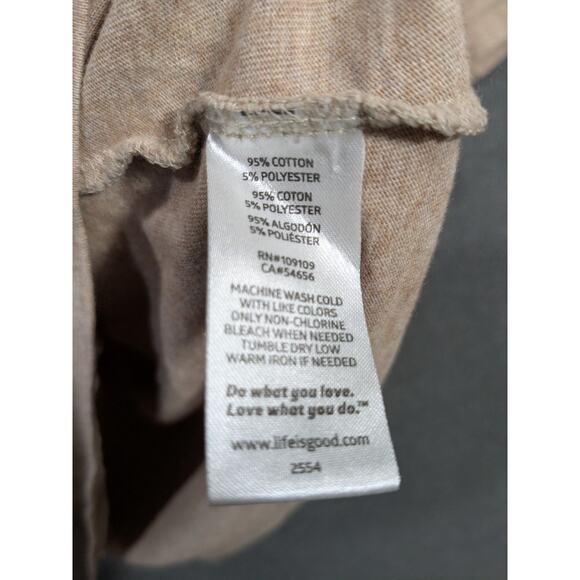 95% COTTON
5% POLYESTER
95% COTON
5% POLYESTER
95% ALGODÓN
5% POLIÉSTER
RN#109109
CA#54656
MACHINE WASH COLD
WITH LIKE COLORS
ONLY NON-CHLORINE
BLEACH WHEN NEEDED
TUMBLE DRY LOW
WARM IRON IF NEEDED
Do what you love.
Love what you do.™
www.lifeisgood.com
2554